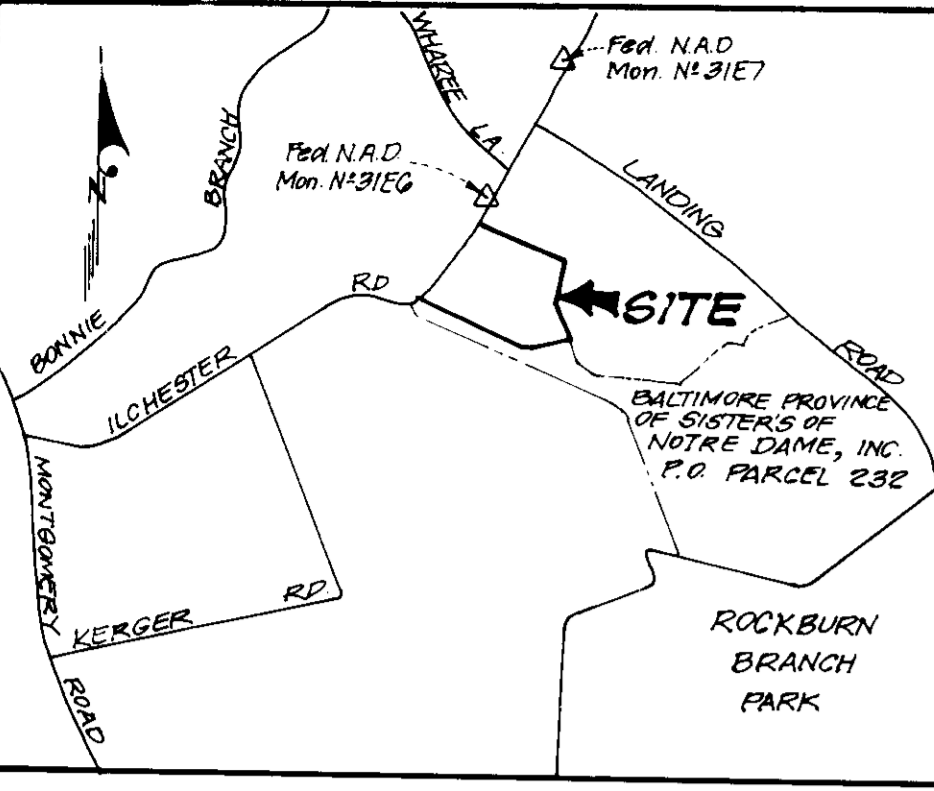 WHAREE
LA.
Fed. N.A.D
Mon. Nº 31E7
Fed. N.A.D.
Mon. Nº 31E6
BRANCH
BONNIE
N
LANDING
ROAD
RD
ILCHESTER
SITE
BALTIMORE PROVINCE
OF SISTER'S OF
NOTRE DAME, INC.
P.O. PARCEL 232
MONTGOMERY
ROAD
KERGER
RD.
ROCKBURN
BRANCH
PARK